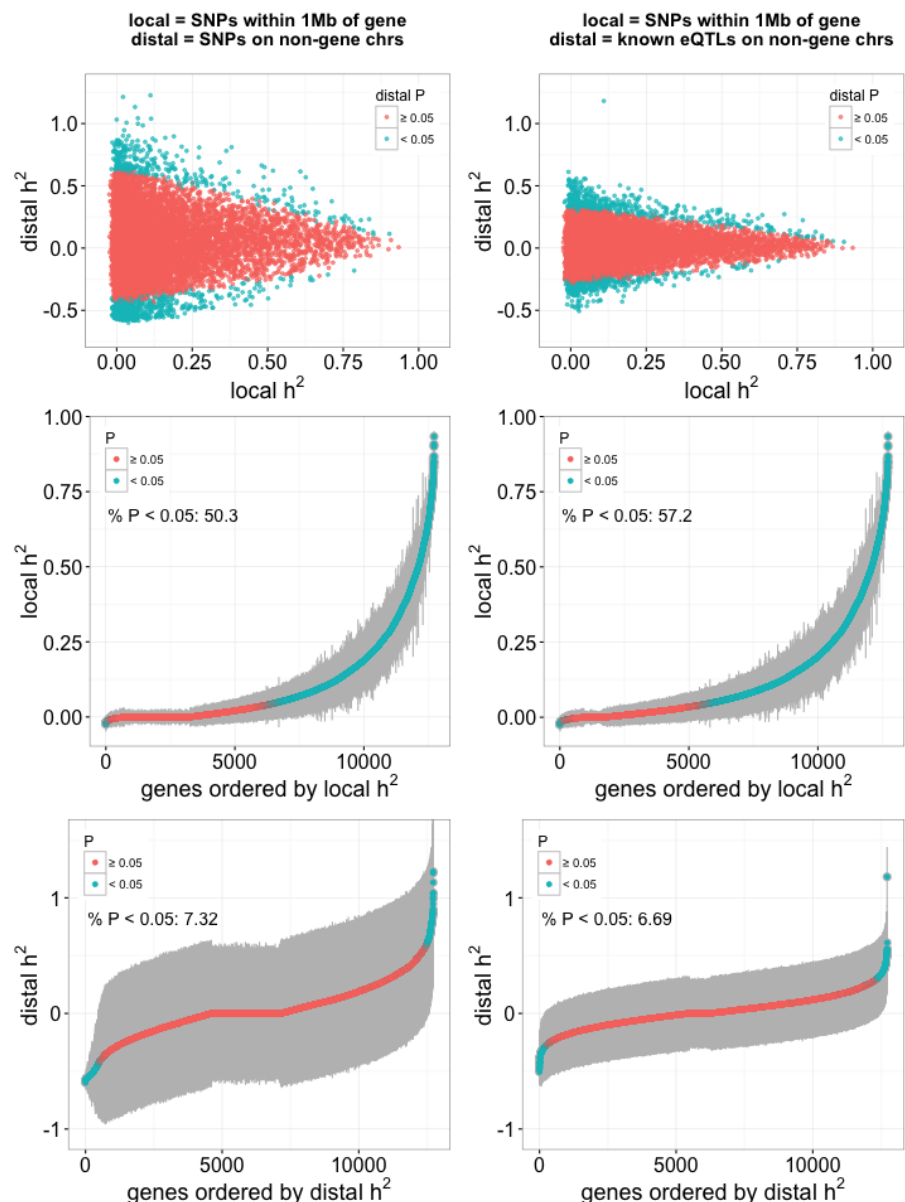 local = SNPs within 1Mb of gene
distal = SNPs on non-gene chrs
local = SNPs within 1Mb of gene
distal = known eQTLs on non-gene chrs
distal P
≥ 0.05
< 0.05
1.0
0.5
0.0
-0.5
distal h²
0.00 0.25 0.50 0.75 1.00
local h²
distal P
≥ 0.05
< 0.05
1.0
0.5
0.0
-0.5
distal h²
0.00 0.25 0.50 0.75 1.00
local h²
P
≥ 0.05
< 0.05
% P < 0.05: 50.3
1.00
0.75
0.50
0.25
0.00
local h²
0 5000 10000
genes ordered by local h²
P
≥ 0.05
< 0.05
% P < 0.05: 57.2
1.00
0.75
0.50
0.25
0.00
local h²
0 5000 10000
genes ordered by local h²
P
≥ 0.05
< 0.05
% P < 0.05: 7.32
1
0
-1
distal h²
0 5000 10000
genes ordered by distal h²
P
≥ 0.05
< 0.05
% P < 0.05: 6.69
1
0
-1
distal h²
0 5000 10000
genes ordered by distal h²